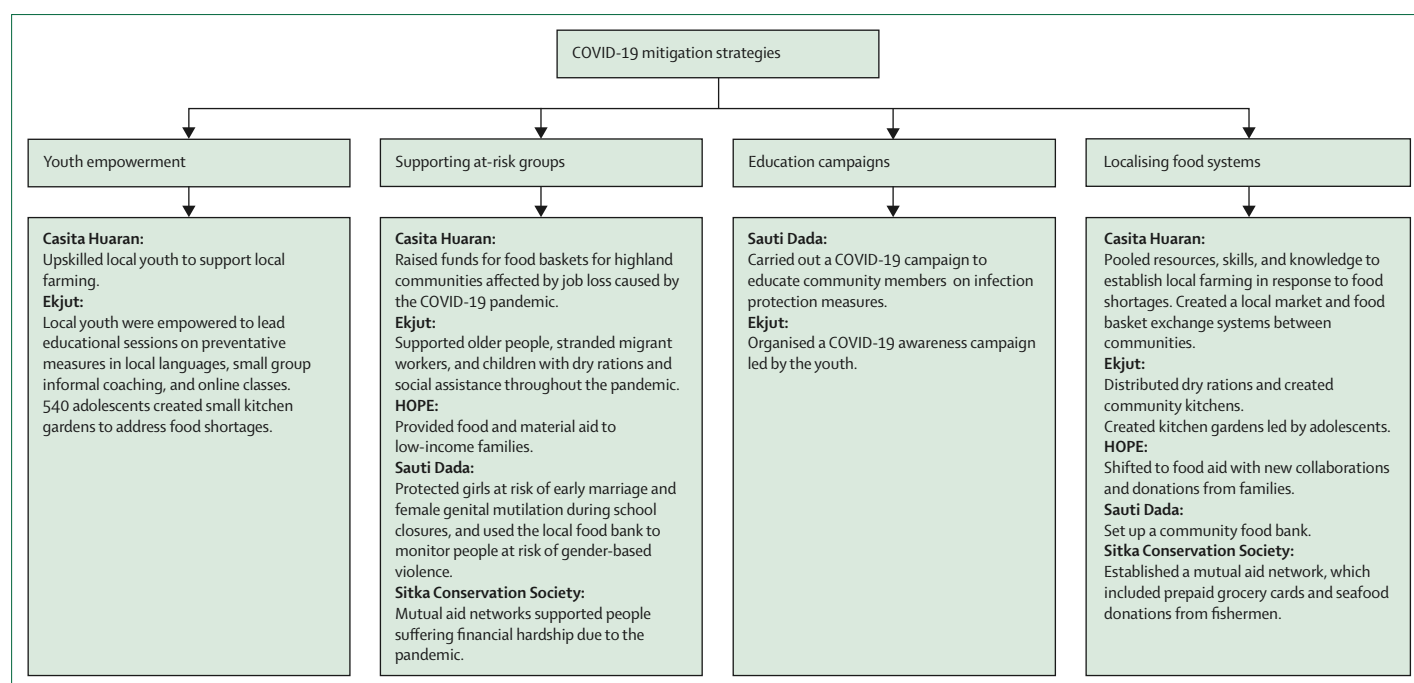 COVID-19 mitigation strategies
Youth empowerment
Supporting at-risk groups
Education campaigns
Localising food systems
Casita Huaran:
Upskilled local youth to support local
farming.
Ekjut:
Local youth were empowered to lead
educational sessions on preventative
measures in local languages, small group
informal coaching, and online classes.
540 adolescents created small kitchen
gardens to address food shortages.
Casita Huaran:
Raised funds for food baskets for highland
communities affected by job loss caused by
the COVID-19 pandemic.
Ekjut:
Supported older people, stranded migrant
workers, and children with dry rations and
social assistance throughout the pandemic.
HOPE:
Provided food and material aid to
low-income families.
Sauti Dada:
Protected girls at risk of early marriage and
female genital mutilation during school
closures, and used the local food bank to
monitor people at risk of gender-based
violence.
Sitka Conservation Society:
Mutual aid networks supported people
suffering financial hardship due to the
pandemic.
Sauti Dada:
Carried out a COVID-19 campaign to
educate community members on infection
protection measures.
Ekjut:
Organised a COVID-19 awareness campaign
led by the youth.
Casita Huaran:
Pooled resources, skills, and knowledge to
establish local farming in response to food
shortages. Created a local market and food
basket exchange systems between
communities.
Ekjut:
Distributed dry rations and created
community kitchens.
Created kitchen gardens led by adolescents.
HOPE:
Shifted to food aid with new collaborations
and donations from families.
Sauti Dada:
Set up a community food bank.
Sitka Conservation Society:
Established a mutual aid network, which
included prepaid grocery cards and seafood
donations from fishermen.